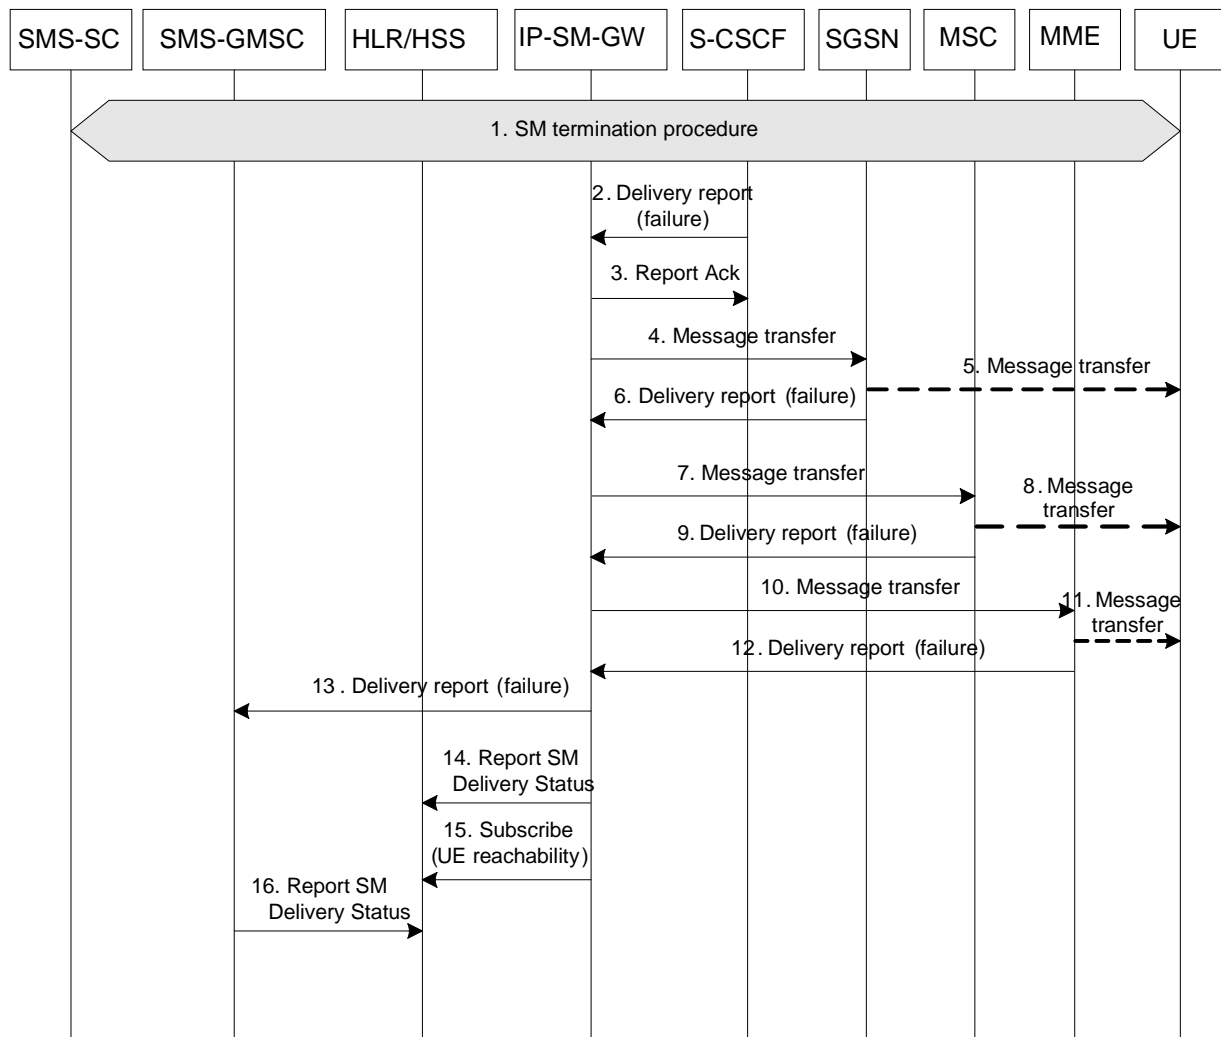 SMS-SC
SMS-GMSC
HLR/HSS
IP-SM-GW
S-CSCF
SGSN
MSC
MME
UE
1. SM termination procedure
2. Delivery report
(failure)
3. Report Ack
4. Message transfer
5. Message transfer
6. Delivery report (failure)
7. Message transfer
8. Message
transfer
9. Delivery report (failure)
10. Message transfer
11. Message
transfer
12. Delivery report (failure)
13. Delivery report (failure)
14. Report SM
Delivery Status
15. Subscribe
(UE reachability)
16. Report SM
Delivery Status